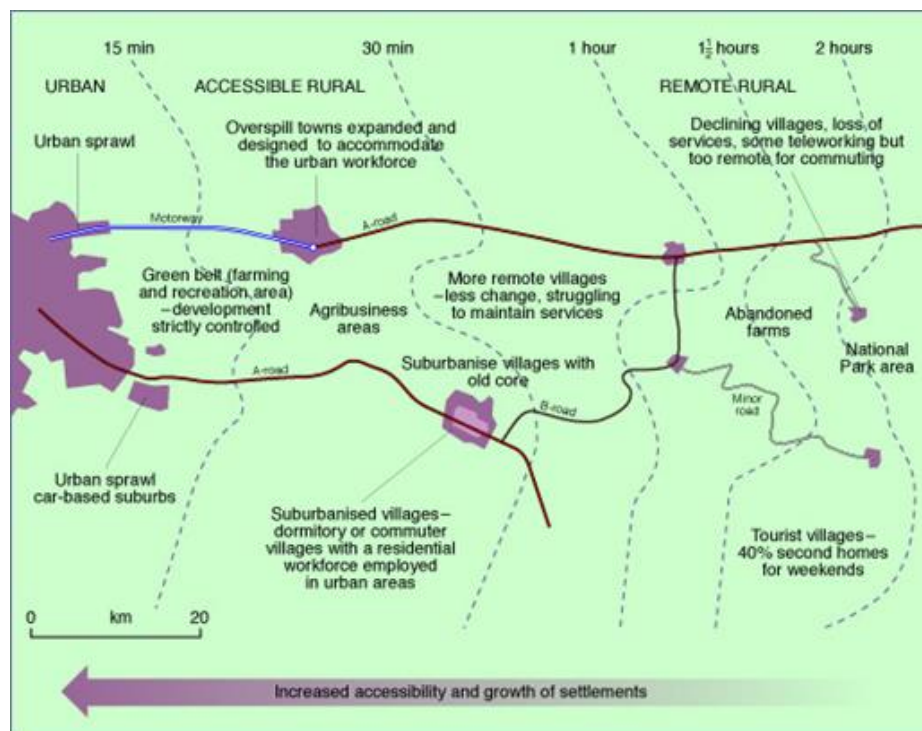 15 min
30 min
1 hour
1½ hours
2 hours
URBAN
ACCESSIBLE RURAL
REMOTE RURAL
Urban sprawl
Overspill towns expanded and
designed to accommodate
the urban workforce
Declining villages, loss of
services, some teleworking but
too remote for commuting
Motorway
A-road
Green belt (farming
and recreation area)
–development
strictly controlled
Agribusiness
areas
More remote villages
–less change, struggling
to maintain services
Abandoned
farms
National
Park area
A-road
Suburbanise villages with
old core
B-road
Minor
road
Urban sprawl
car-based suburbs
Suburbanised villages–
dormitory or commuter
villages with a residential
workforce employed
in urban areas
Tourist villages–
40% second homes
for weekends
0 km 20
Increased accessibility and growth of settlements